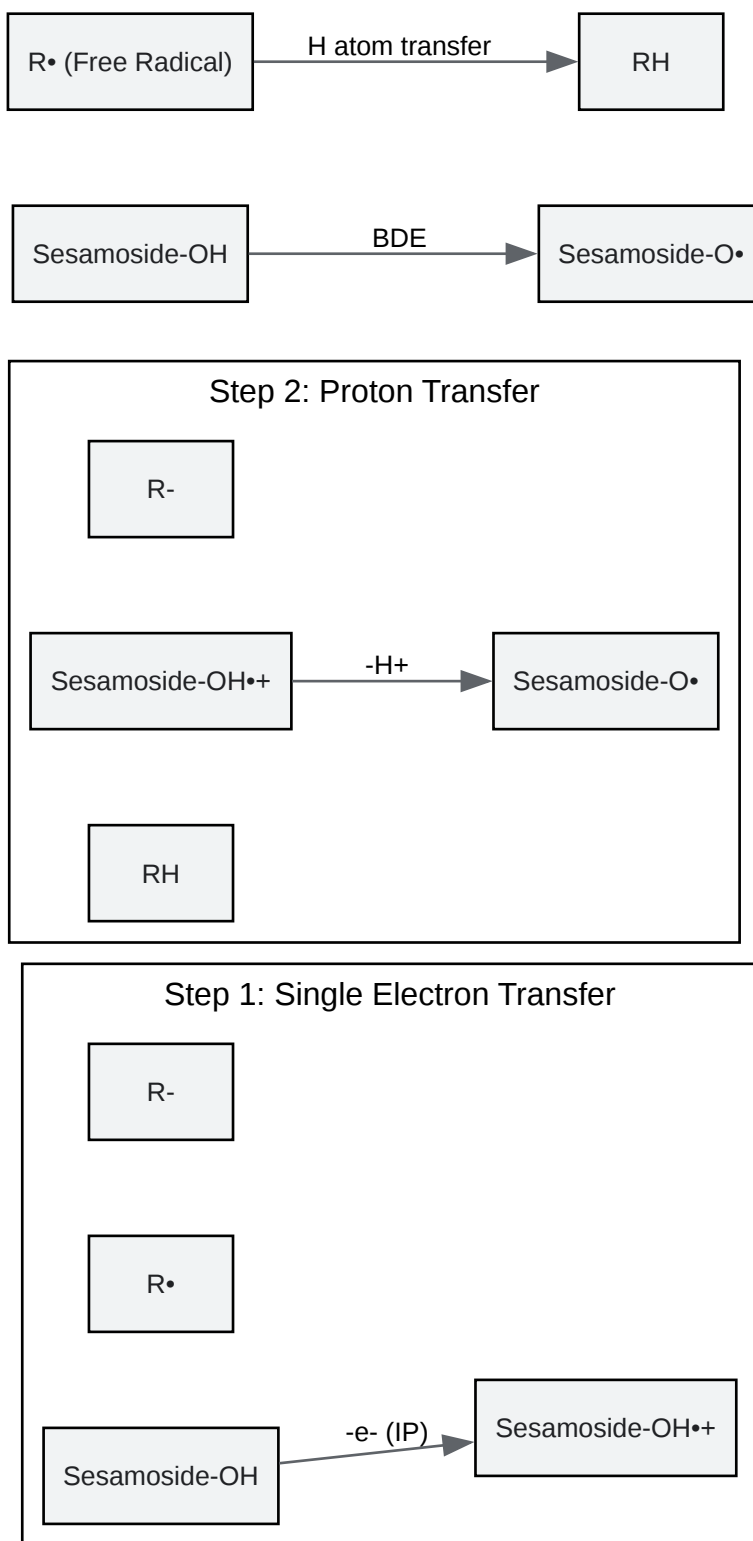 R• (Free Radical)
H atom transfer
RH
Sesamoside-OH
BDE
Sesamoside-O•
Step 2: Proton Transfer
R-
Sesamoside-OH•+
-H+
Sesamoside-O•
RH
Step 1: Single Electron Transfer
R-
R•
Sesamoside-OH
-e- (IP)
Sesamoside-OH•+